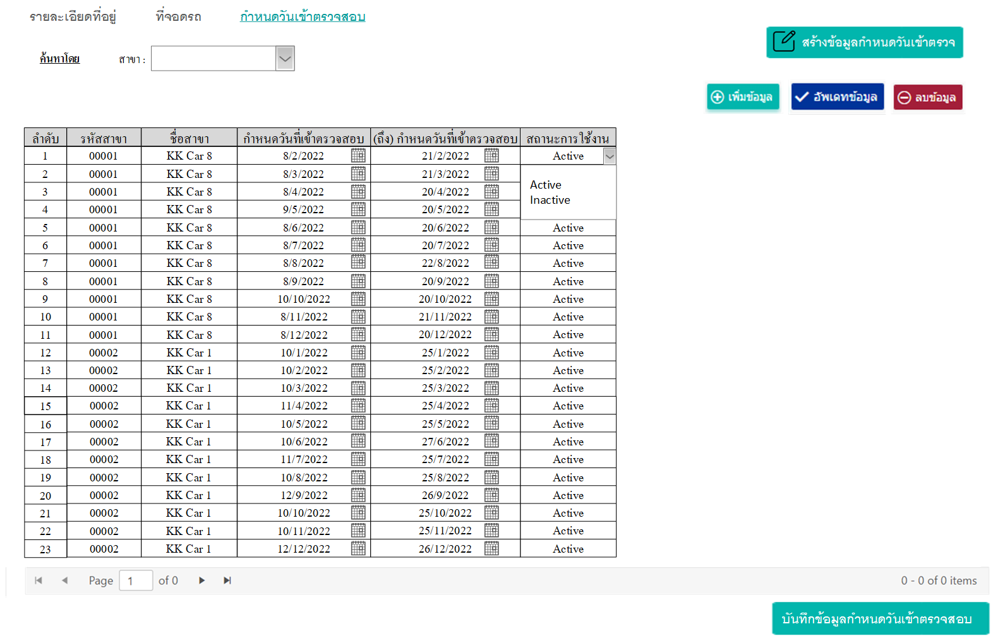 รายละเอียดที่อยู่ ที่จอดรถ กำหนดวันเข้าตรวจสอบ
สร้างข้อมูลกำหนดวันเข้าตรวจ
ค้นหาโดย สาขา :
เพิ่มข้อมูล อัพเดทข้อมูล ลบข้อมูล
ลำดับ รหัสสาขา ชื่อสาขา กำหนดวันที่เข้าตรวจสอบ (ถึง) กำหนดวันที่เข้าตรวจสอบ สถานะการใช้งาน
1 00001 KK Car 8 8/2/2022 21/2/2022 Active
2 00001 KK Car 8 8/3/2022 21/3/2022
Active
3 00001 KK Car 8 8/4/2022 20/4/2022
Inactive
4 00001 KK Car 8 9/5/2022 20/5/2022
5 00001 KK Car 8 8/6/2022 20/6/2022 Active
6 00001 KK Car 8 8/7/2022 20/7/2022 Active
7 00001 KK Car 8 8/8/2022 22/8/2022 Active
8 00001 KK Car 8 8/9/2022 20/9/2022 Active
9 00001 KK Car 8 10/10/2022 20/10/2022 Active
10 00001 KK Car 8 8/11/2022 21/11/2022 Active
11 00001 KK Car 8 8/12/2022 20/12/2022 Active
12 00002 KK Car 1 10/1/2022 25/1/2022 Active
13 00002 KK Car 1 10/2/2022 25/2/2022 Active
14 00002 KK Car 1 10/3/2022 25/3/2022 Active
15 00002 KK Car 1 11/4/2022 25/4/2022 Active
16 00002 KK Car 1 10/5/2022 25/5/2022 Active
17 00002 KK Car 1 10/6/2022 27/6/2022 Active
18 00002 KK Car 1 11/7/2022 25/7/2022 Active
19 00002 KK Car 1 10/8/2022 25/8/2022 Active
20 00002 KK Car 1 12/9/2022 26/9/2022 Active
21 00002 KK Car 1 10/10/2022 25/10/2022 Active
22 00002 KK Car 1 10/11/2022 25/11/2022 Active
23 00002 KK Car 1 12/12/2022 26/12/2022 Active
Page 1 of 0 0 - 0 of 0 items
บันทึกข้อมูลกำหนดวันเข้าตรวจสอบ